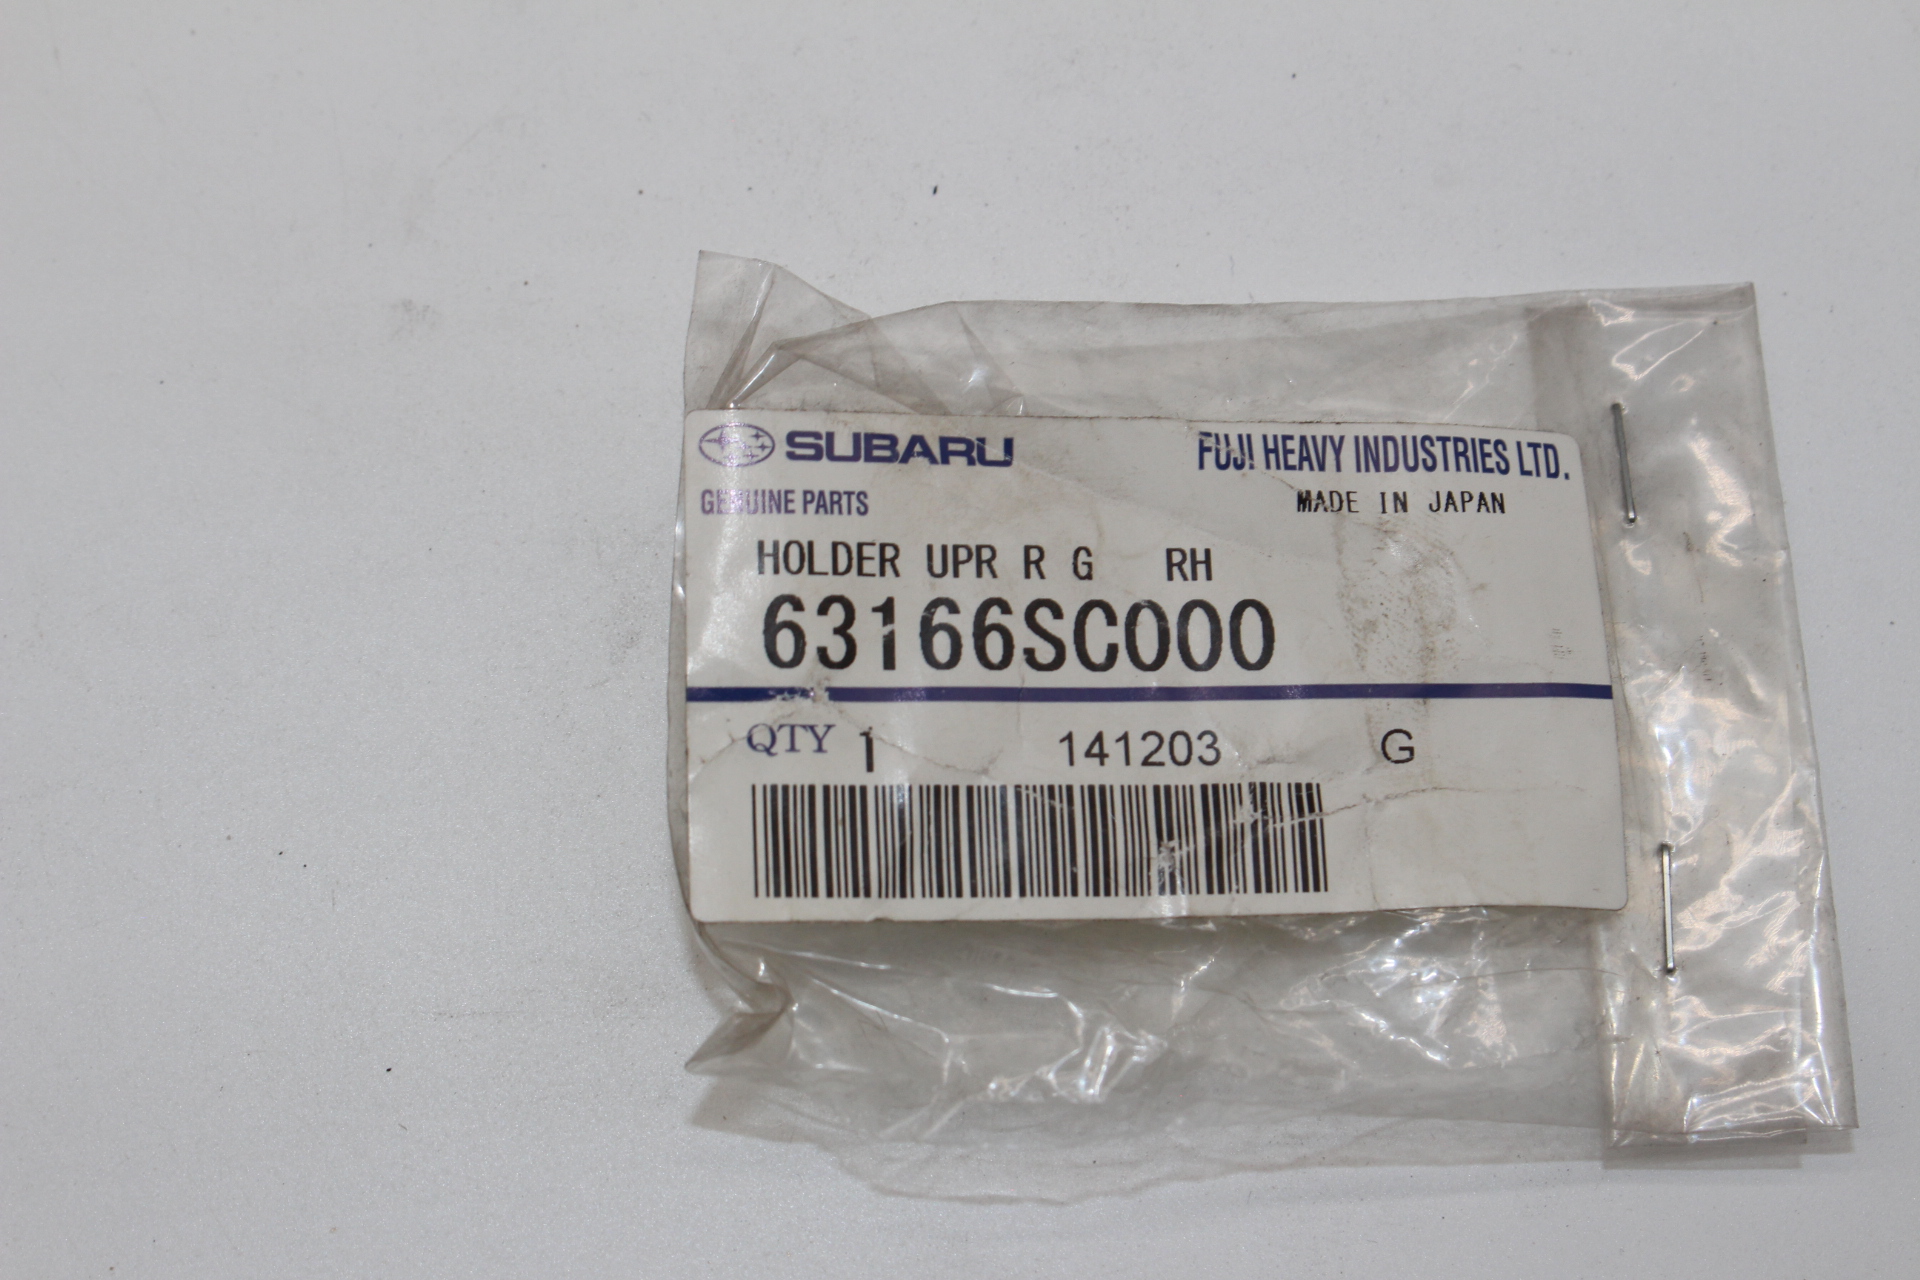 SUBARU FUJI HEAVY INDUSTRIES LTD.
GENUINE PARTS MADE IN JAPAN
HOLDER UPR R G RH
63166SC000
QTY 1 141203 G